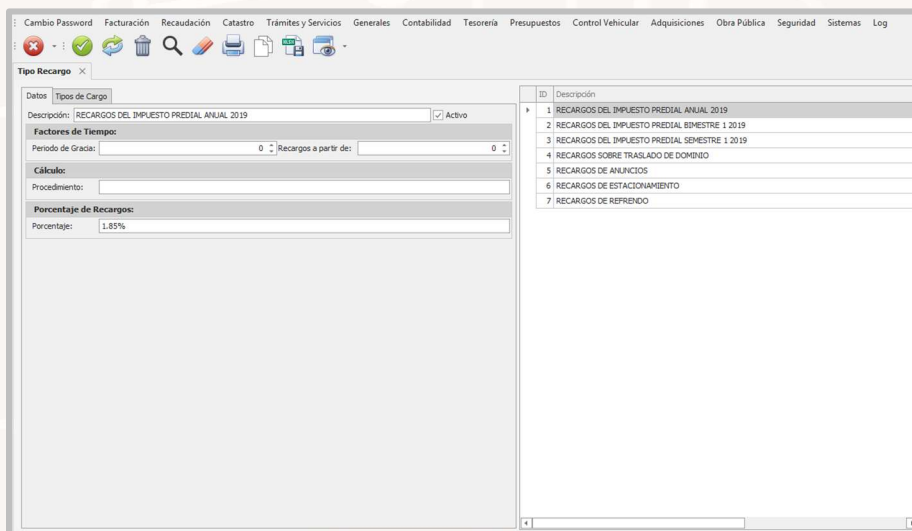 Cambio Password Facturación Recaudación Catastro Trámites y Servicios Generales Contabilidad Tesorería Presupuestos Control Vehicular Adquisiciones Obra Pública Seguridad Sistemas Log
Tipo Recargo
Datos Tipos de Cargo
Descripción: RECARGOS DEL IMPUESTO PREDIAL ANUAL 2019 Activo
Factores de Tiempo:
Periodo de Gracia: 0 Recargos a partir de: 0
Cálculo:
Procedimiento:
Porcentaje de Recargos:
Porcentaje: 1.85%
ID Descripción
1 RECARGOS DEL IMPUESTO PREDIAL ANUAL 2019
2 RECARGOS DEL IMPUESTO PREDIAL BIMESTRE 1 2019
3 RECARGOS DEL IMPUESTO PREDIAL SEMESTRE 1 2019
4 RECARGOS SOBRE TRASLADO DE DOMINIO
5 RECARGOS DE ANUNCIOS
6 RECARGOS DE ESTACIONAMIENTO
7 RECARGOS DE REFRENDO